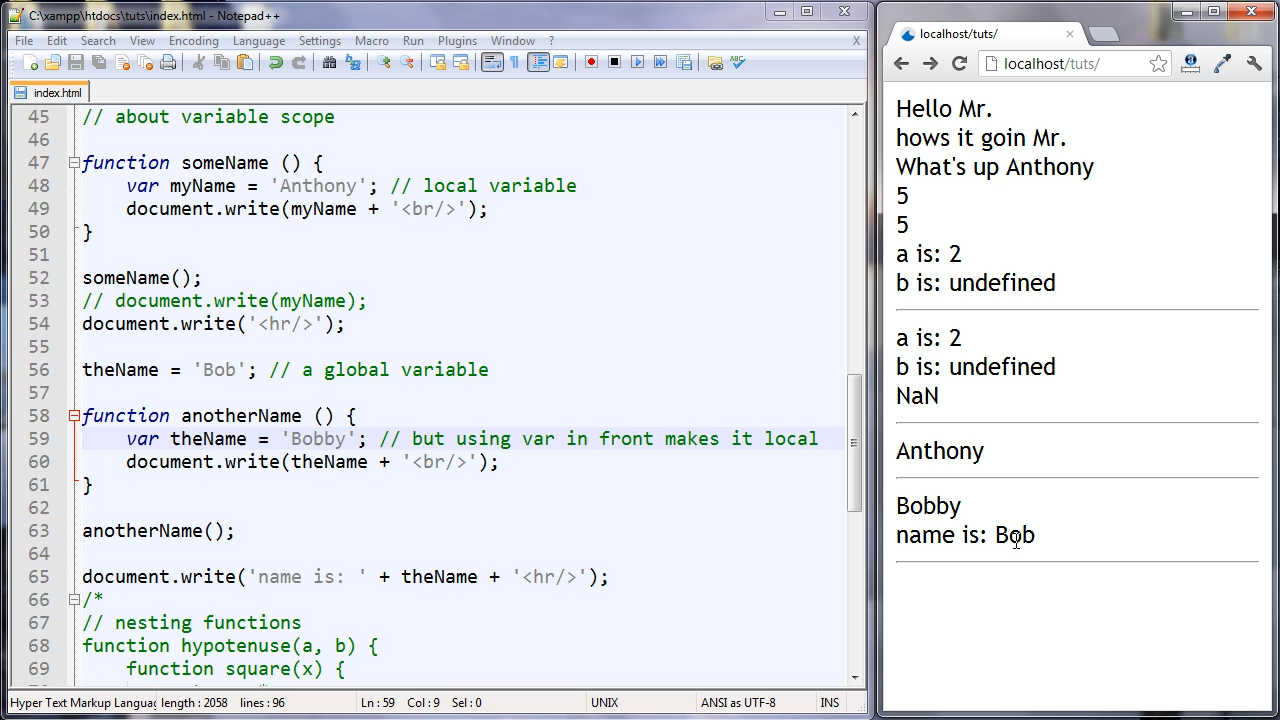 C:\xampp\htdocs\tuts\index.html - Notepad++
File Edit Search View Encoding Language Settings Macro Run Plugins Window ? X
index.html
45 // about variable scope
46
47 function someName () {
48 var myName = 'Anthony'; // local variable
49 document.write(myName + '<br/>');
50 }
51
52 someName();
53 // document.write(myName);
54 document.write('<hr/>');
55
56 theName = 'Bob'; // a global variable
57
58 function anotherName () {
59 var theName = 'Bobby'; // but using var in front makes it local
60 document.write(theName + '<br/>');
61 }
62
63 anotherName();
64
65 document.write('name is: ' + theName + '<hr/>');
66 /*
67 // nesting functions
68 function hypotenuse(a, b) {
69 function square(x) {
Hyper Text Markup Languag length : 2058 lines : 96 Ln : 59 Col : 9 Sel : 0 UNIX ANSI as UTF-8 INS
localhost/tuts/
localhost/tuts/
Hello Mr.
hows it goin Mr.
What's up Anthony
5
5
a is: 2
b is: undefined
a is: 2
b is: undefined
NaN
Anthony
Bobby
name is: Bob